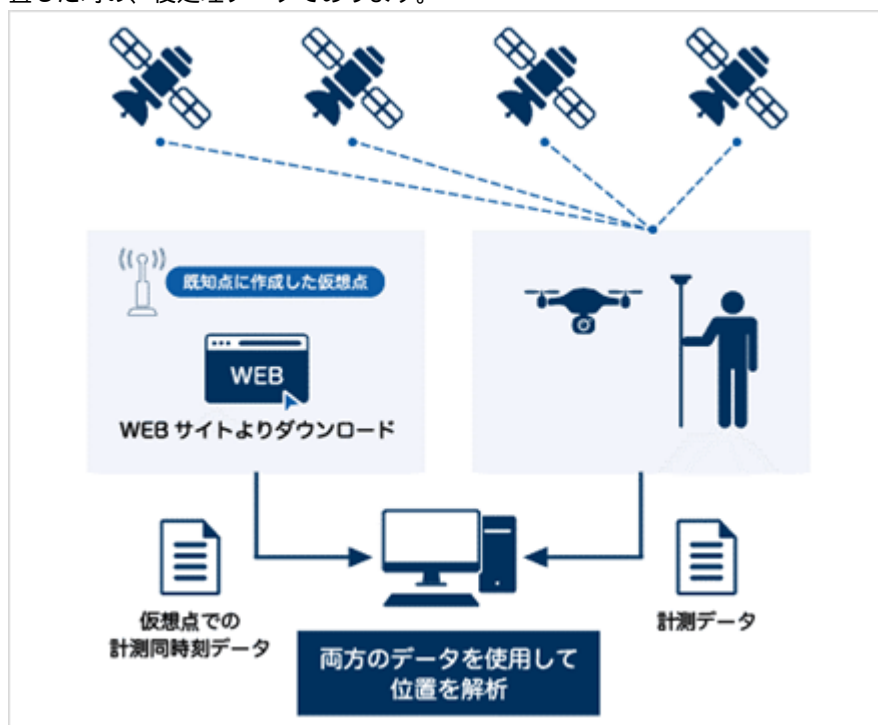 既知点に作成した仮想点
WEB
WEB サイトよりダウンロード
仮想点での
計測同時刻データ
計測データ
両方のデータを使用して
位置を解析